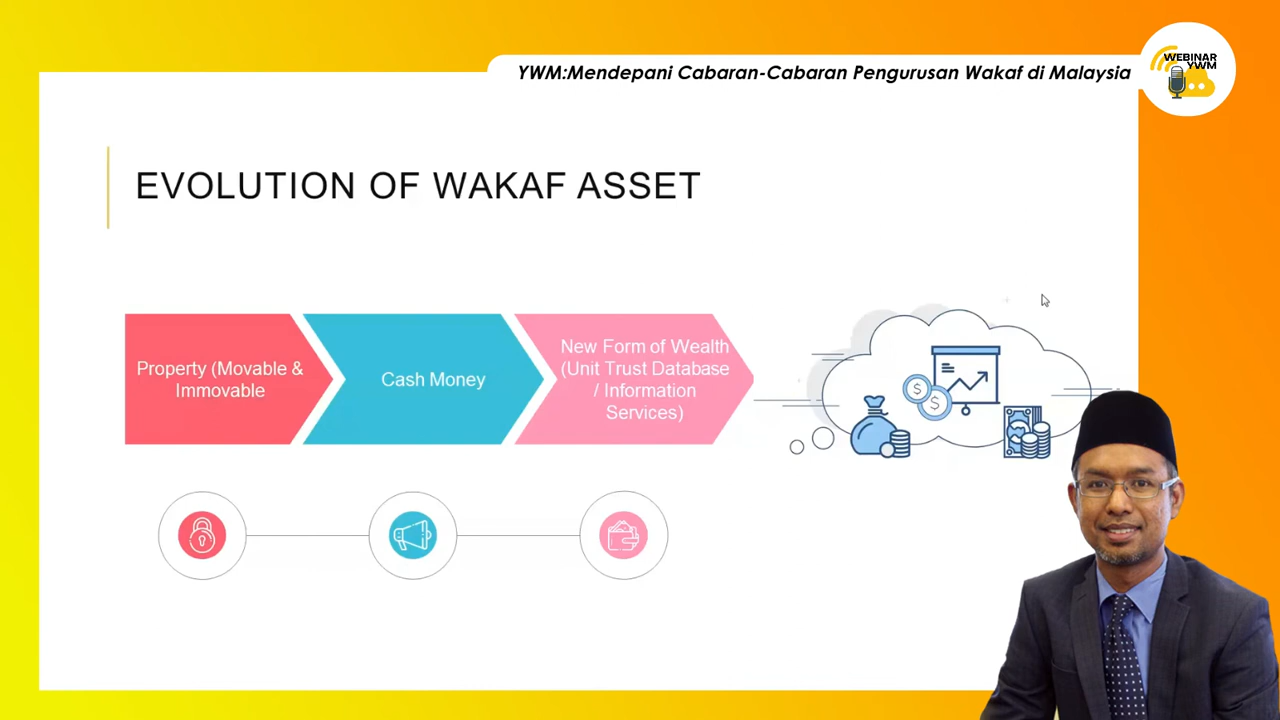 YWM:Mendepani Cabaran-Cabaran Pengurusan Wakaf di Malaysia
WEBINAR
YWM
EVOLUTION OF WAKAF ASSET
Property (Movable &
Immovable
Cash Money
New Form of Wealth
(Unit Trust Database
/ Information
Services)
$
$